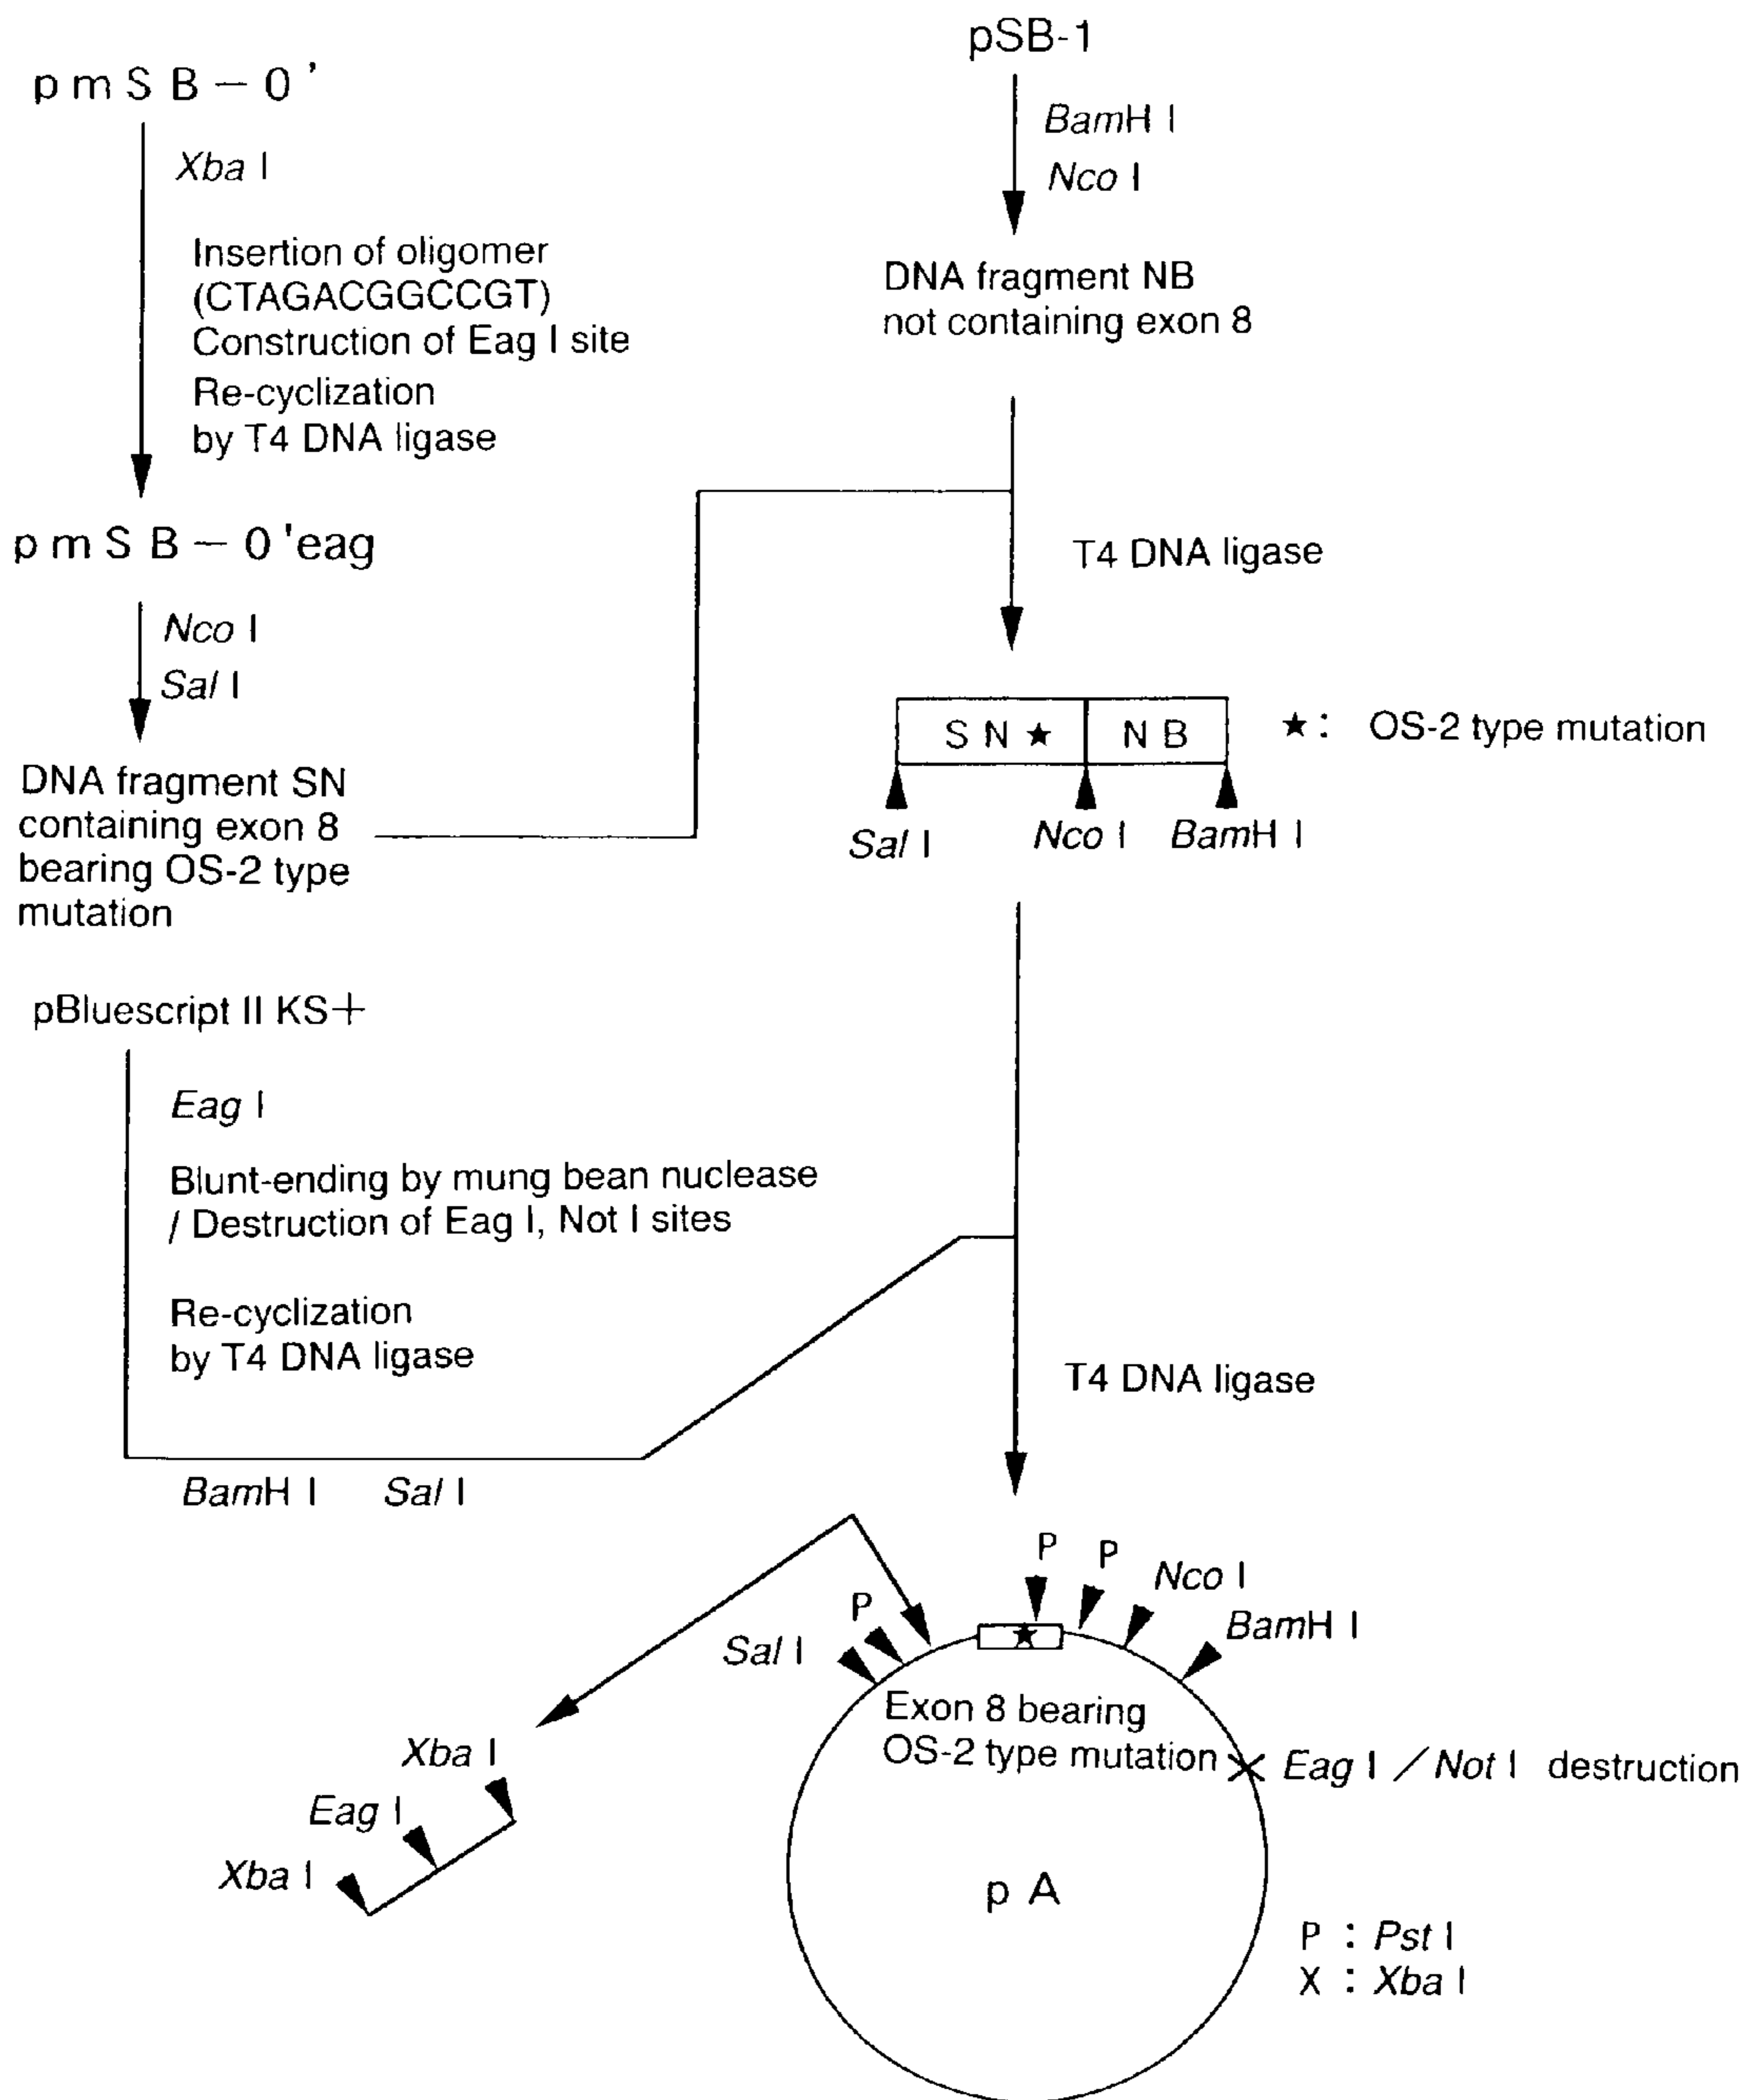 pmSB-0'
Xba I
Insertion of oligomer
(CTAGACGGCCGT)
Construction of Eag I site
Re-cyclization
by T4 DNA ligase
pmSB-0'eag
Nco I
Sal I
DNA fragment SN
containing exon 8
bearing OS-2 type
mutation
pSB-1
BamH I
Nco I
DNA fragment NB
not containing exon 8
T4 DNA ligase
SN★ NB
★: OS-2 type mutation
Sal I Nco I BamH I
pBluescript II KS+
Eag I
Blunt-ending by mung bean nuclease
/ Destruction of Eag I, Not I sites
Re-cyclization
by T4 DNA ligase
BamH I Sal I
T4 DNA ligase
P
P
Nco I
P
BamH I
Sal I
★
Exon 8 bearing
OS-2 type mutation
Eag I / Not I destruction
Xba I
Eag I
Xba I
pA
P : Pst I
X : Xba I